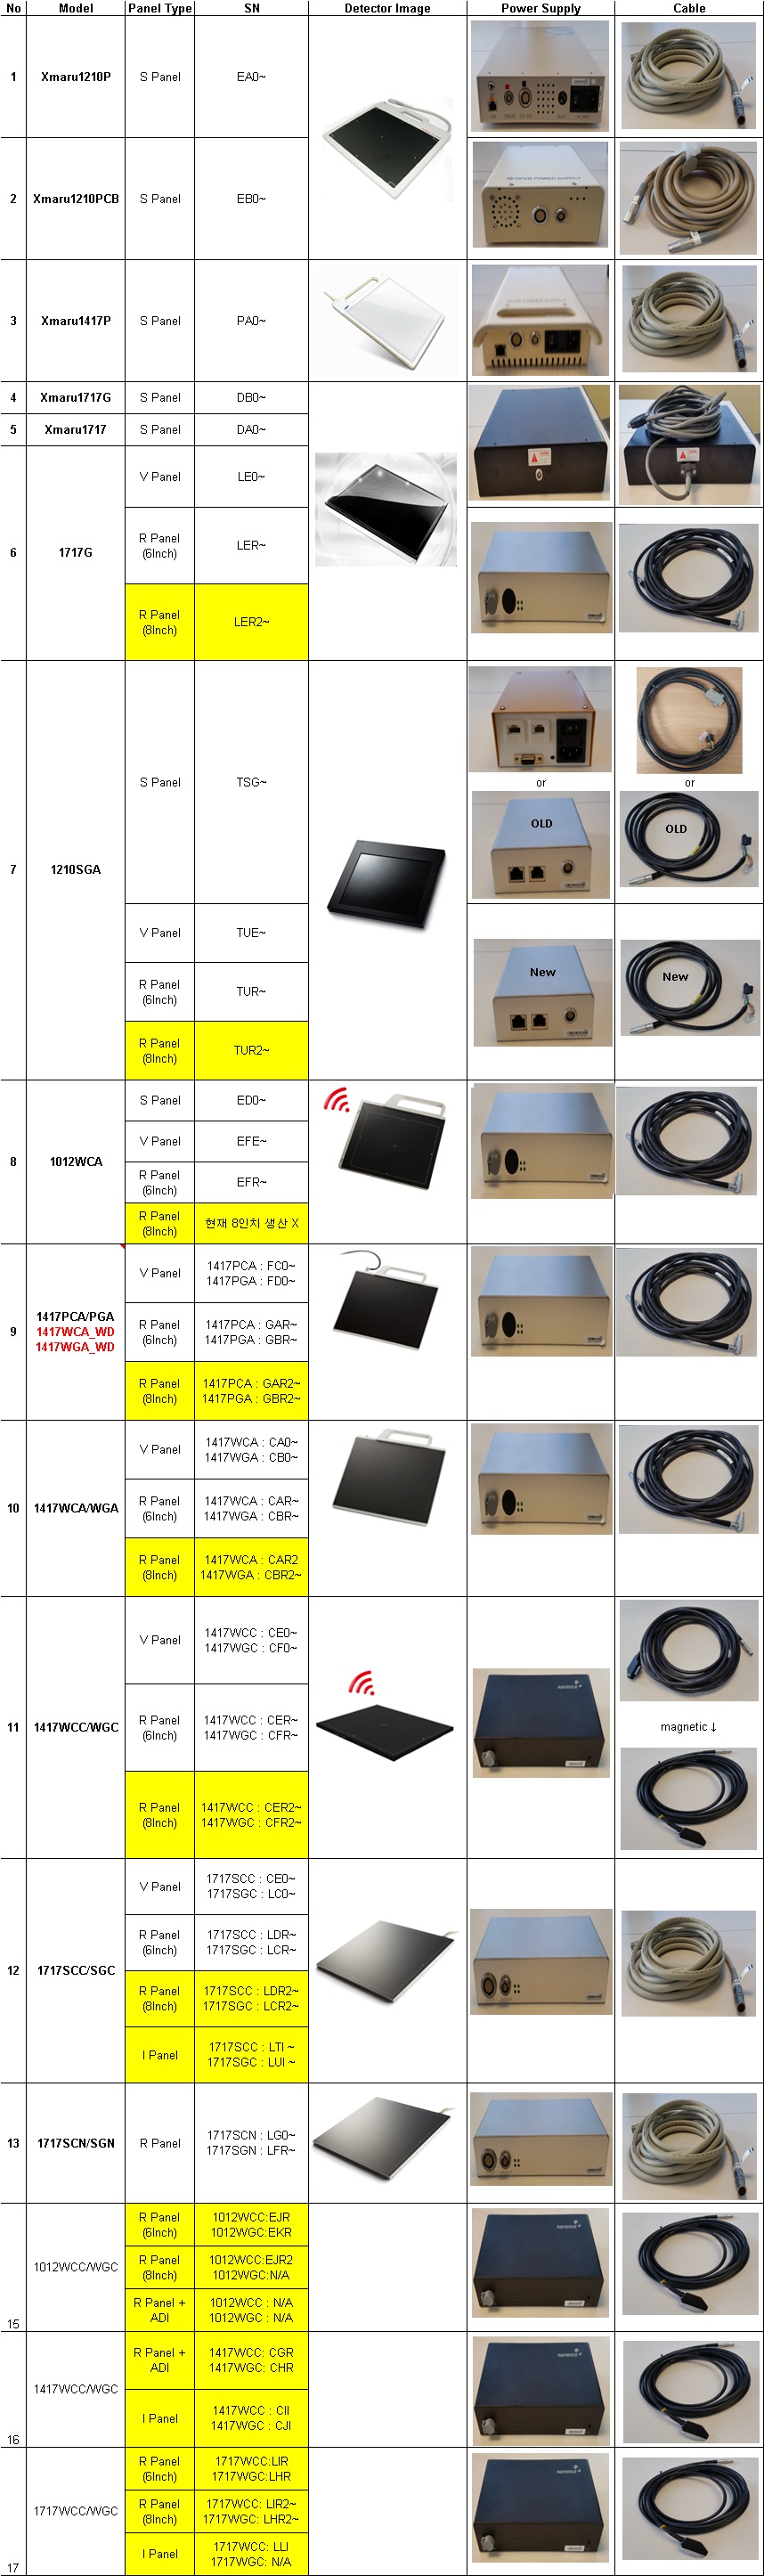 No Model Panel Type SN Detector Image Power Supply Cable
1 Xmaru1210P S Panel EA0~
2 Xmaru1210PCB S Panel EB0~
3 Xmaru1417P S Panel PA0~
4 Xmaru1717G S Panel DB0~
5 Xmaru1717 S Panel DA0~
6 1717G
V Panel LE0~
R Panel
(6Inch)
LER~
R Panel
(8Inch)
LER2~
7 1210SGA
S Panel TSG~
or or
OLD OLD
V Panel TUE~
R Panel
(6Inch)
TUR~
New New
R Panel
(8Inch)
TUR2~
8 1012WCA
S Panel ED0~
V Panel EFE~
R Panel
(6Inch)
EFR~
R Panel
(8Inch)
현재 8인치 생산 X
9 1417PCA/PGA
1417WCA_WD
1417WGA_WD
V Panel
1417PCA : FC0~
1417PGA : FD0~
R Panel
(6Inch)
1417PCA : GAR~
1417PGA : GBR~
R Panel
(8Inch)
1417PCA : GAR2~
1417PGA : GBR2~
10 1417WCA/WGA
V Panel
1417WCA : CA0~
1417WGA : CB0~
R Panel
(6Inch)
1417WCA : CAR~
1417WGA : CBR~
R Panel
(8Inch)
1417WCA : CAR2
1417WGA : CBR2~
11 1417WCC/WGC
V Panel
1417WCC : CE0~
1417WGC : CF0~
R Panel
(6Inch)
1417WCC : CER~
1417WGC : CFR~
magnetic ↓
R Panel
(8Inch)
1417WCC : CER2~
1417WGC : CFR2~
12 1717SCC/SGC
V Panel
1717SCC : CE0~
1717SGC : LC0~
R Panel
(6Inch)
1717SCC : LDR~
1717SGC : LCR~
R Panel
(8Inch)
1717SCC : LDR2~
1717SGC : LCR2~
I Panel
1717SCC : LTI ~
1717SGC : LUI ~
13 1717SCN/SGN R Panel
1717SCN : LG0~
1717SGN : LFR~
15 1012WCC/WGC
R Panel
(6Inch)
1012WCC:EJR
1012WGC:EKR
R Panel
(8Inch)
1012WCC:EJR2
1012WGC:N/A
R Panel +
ADI
1012WCC : N/A
1012WGC : N/A
16 1417WCC/WGC
R Panel +
ADI
1417WCC: CGR
1417WGC: CHR
I Panel
1417WCC : CII
1417WGC : CJI
17 1717WCC/WGC
R Panel
(6Inch)
1717WCC:LIR
1717WGC:LHR
R Panel
(8Inch)
1717WCC: LIR2~
1717WGC: LHR2~
I Panel
1717WCC: LLI
1717WGC: N/A